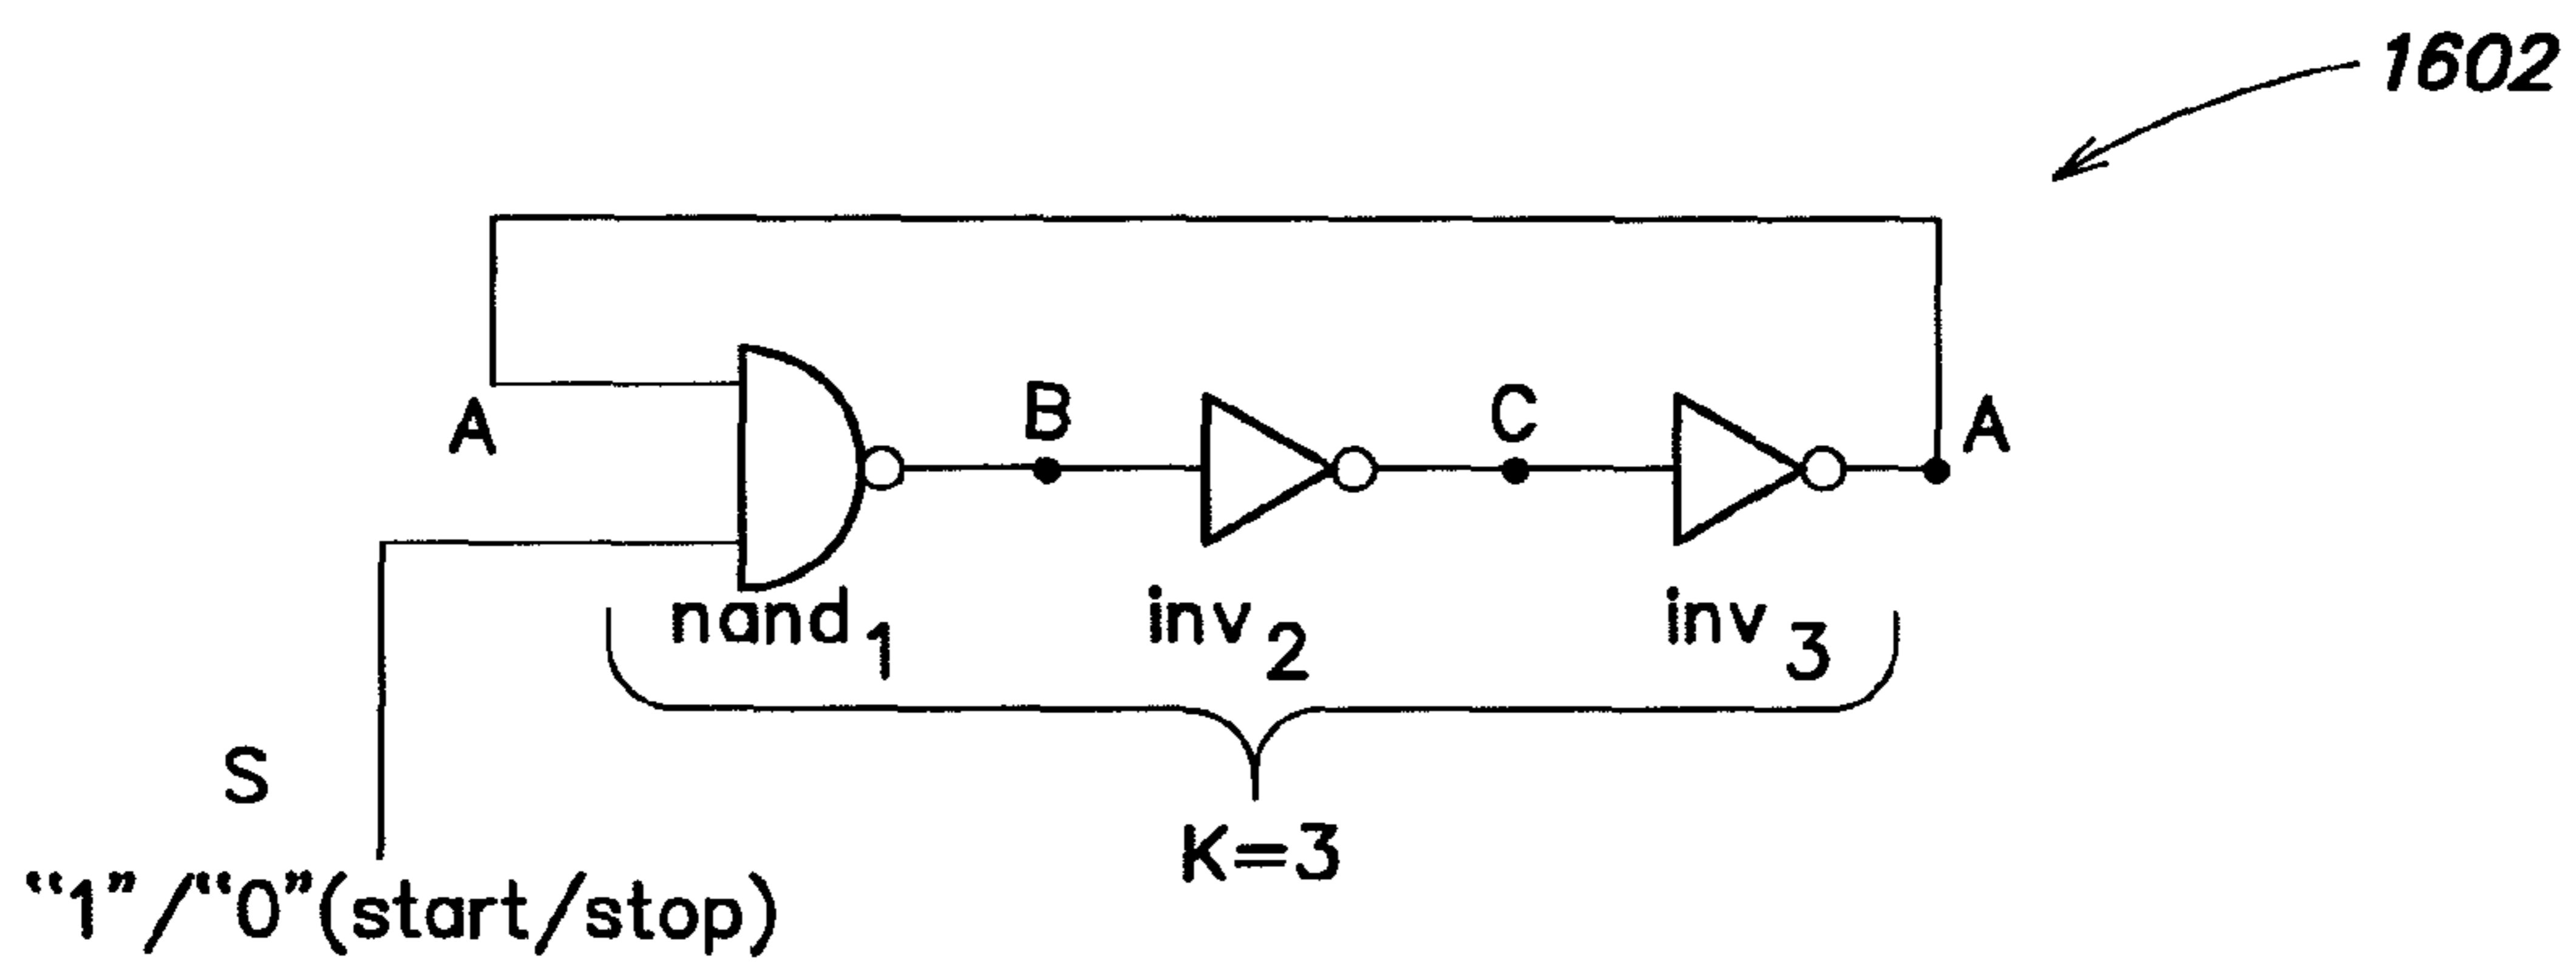 1602
A
B
C
A
nand1
inv2
inv3
S
K=3
“1”/“0”(start/stop)